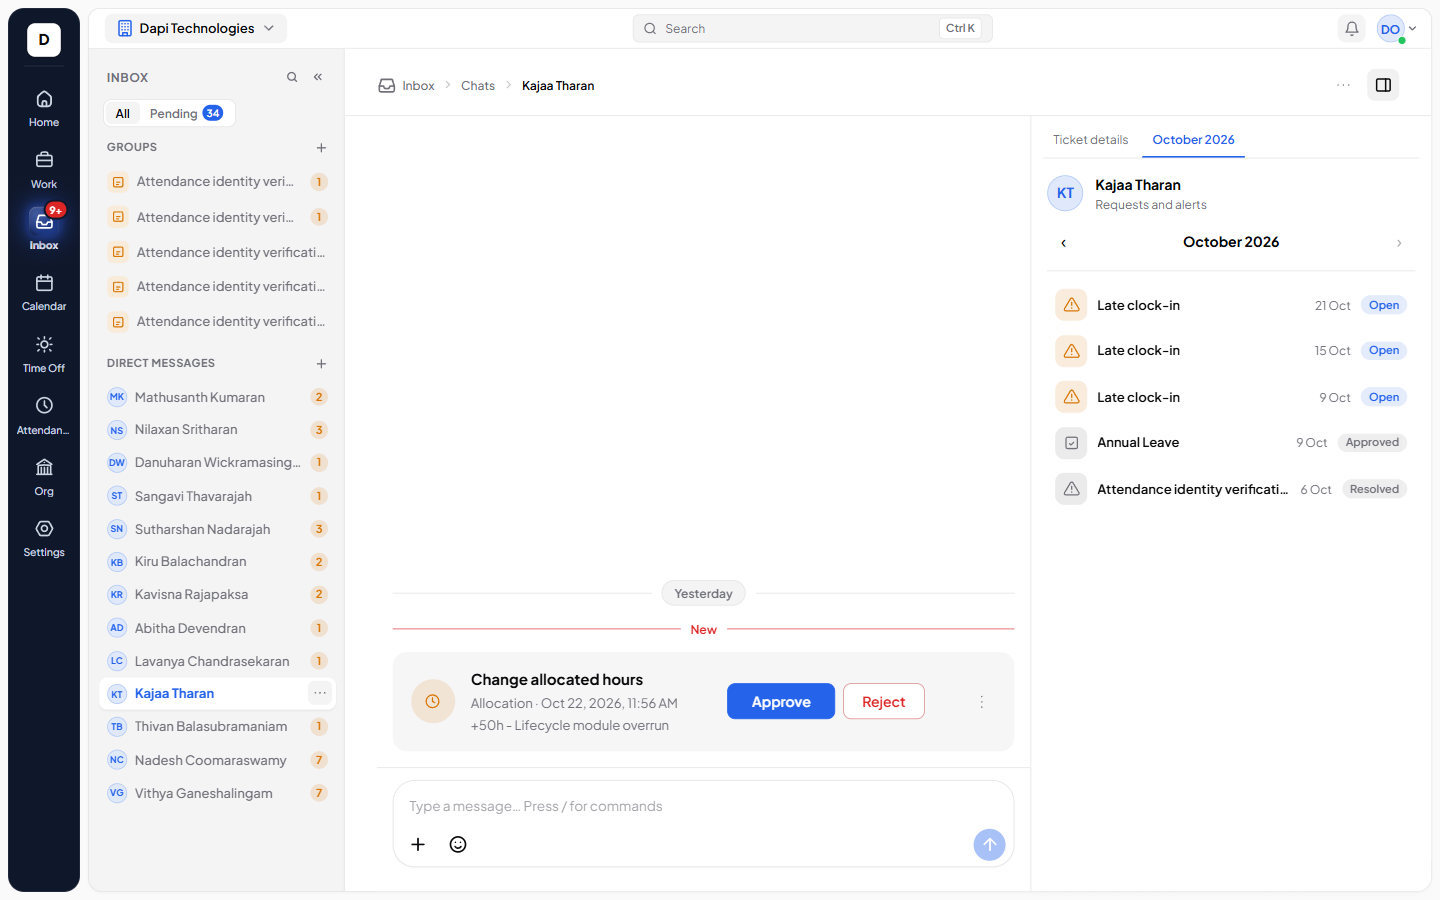 D
Home
Work
9+
Inbox
Calendar
Time Off
Attendan...
Org
Settings
Dapi Technologies
Search
Ctrl K
DO
INBOX
All
Pending 34
GROUPS
Attendance identity veri... 1
Attendance identity veri... 1
Attendance identity verificati...
Attendance identity verificati...
Attendance identity verificati...
DIRECT MESSAGES
MK Mathusanth Kumaran 2
NS Nilaxan Sritharan 3
DW Danuharan Wickramasing... 1
ST Sangavi Thavarajah 1
SN Sutharshan Nadarajah 3
KB Kiru Balachandran 2
KR Kavisna Rajapaksa 2
AD Abitha Devendran 1
LC Lavanya Chandrasekaran 1
KT Kajaa Tharan
TB Thivan Balasubramaniam 1
NC Nadesh Coomaraswamy 7
VG Vithya Ganeshalingam 7
Inbox > Chats > Kajaa Tharan
Yesterday
New
Change allocated hours
Allocation · Oct 22, 2026, 11:56 AM
+50h - Lifecycle module overrun
Approve
Reject
Type a message... Press / for commands
Ticket details
October 2026
KT
Kajaa Tharan
Requests and alerts
October 2026
Late clock-in 21 Oct Open
Late clock-in 15 Oct Open
Late clock-in 9 Oct Open
Annual Leave 9 Oct Approved
Attendance identity verificati... 6 Oct Resolved